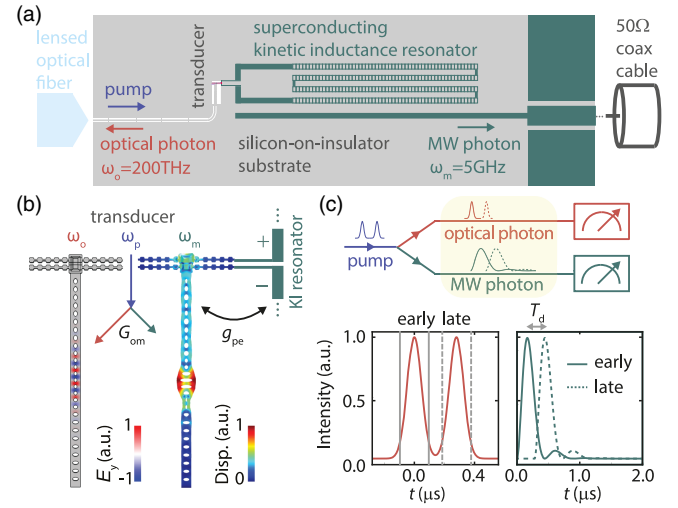 (a)
lensed
optical
fiber
pump
optical photon
ωo=200THz
transducer
superconducting
kinetic inductance resonator
silicon-on-insulator
substrate
MW photon
ωm=5GHz
50Ω
coax
cable
(b)
transducer
ωo
ωp
ωm
+
−
KI resonator
Gom
gpe
1
-1
Ey (a.u.)
1
0
Disp. (a.u.)
(c)
pump
optical photon
MW photon
early late
Td
early
late
Intensity (a.u.)
1.0
0.5
0.0
0.0
0.4
t (μs)
0.0
1.0
2.0
t (μs)